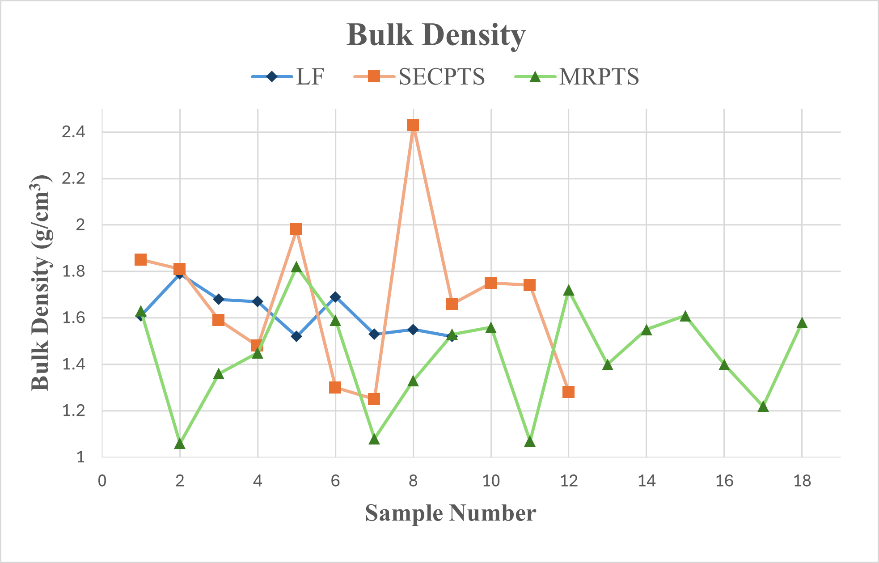 Bulk Density
LF SECPTS MRPTS
2.4
2.2
2
1.8
1.6
1.4
1.2
1
Bulk Density (g/cm³)
0 2 4 6 8 10 12 14 16 18
Sample Number